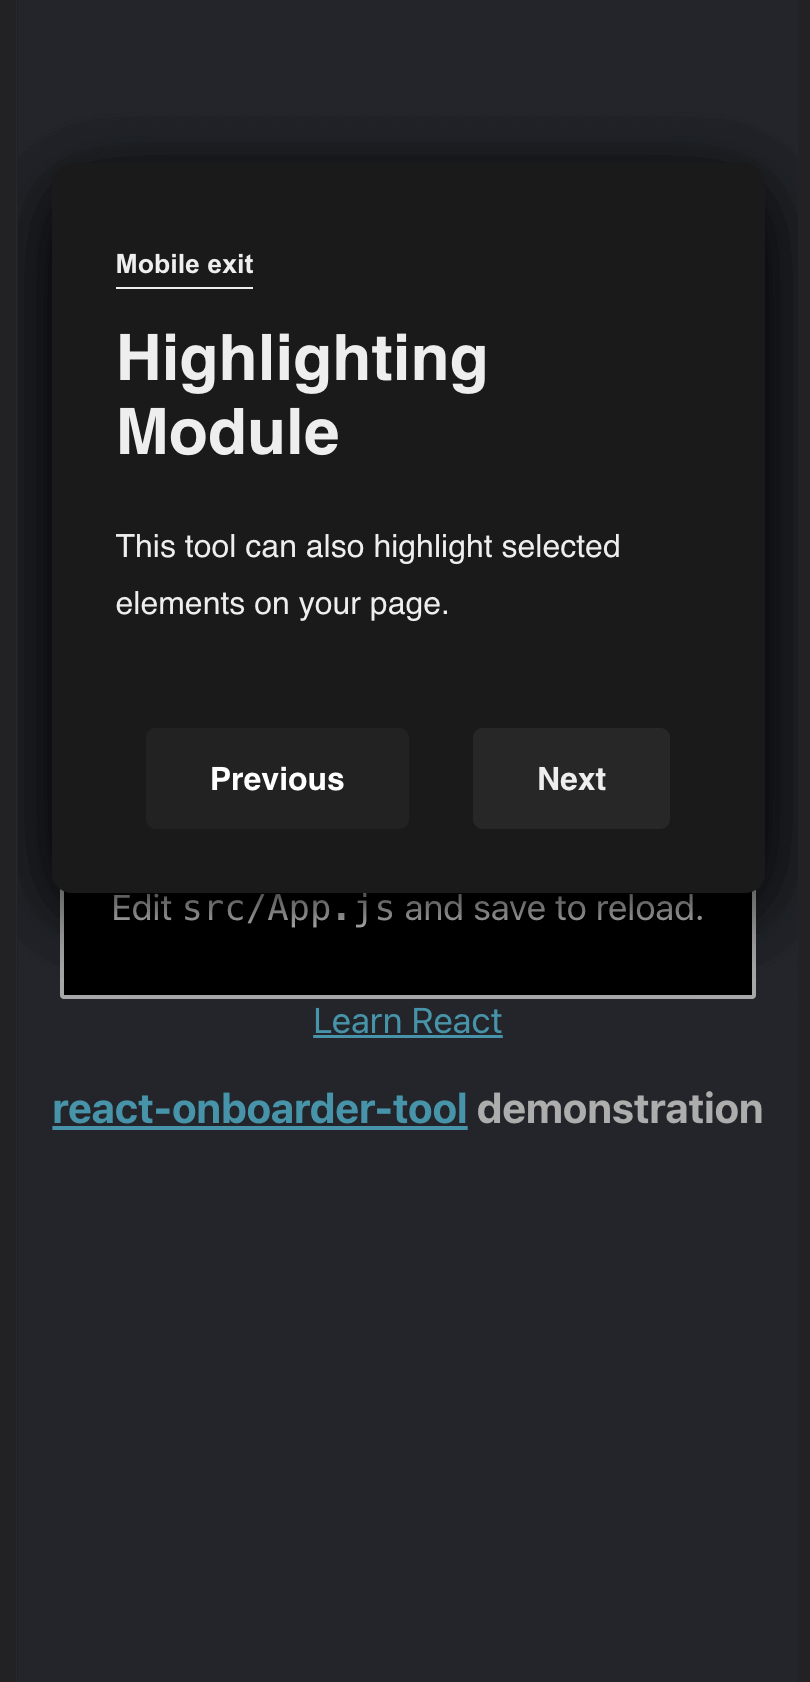 Mobile exit
Highlighting
Module
This tool can also highlight selected
elements on your page.
Previous Next
Edit src/App.js and save to reload.
Learn React
react-onboarder-tool demonstration